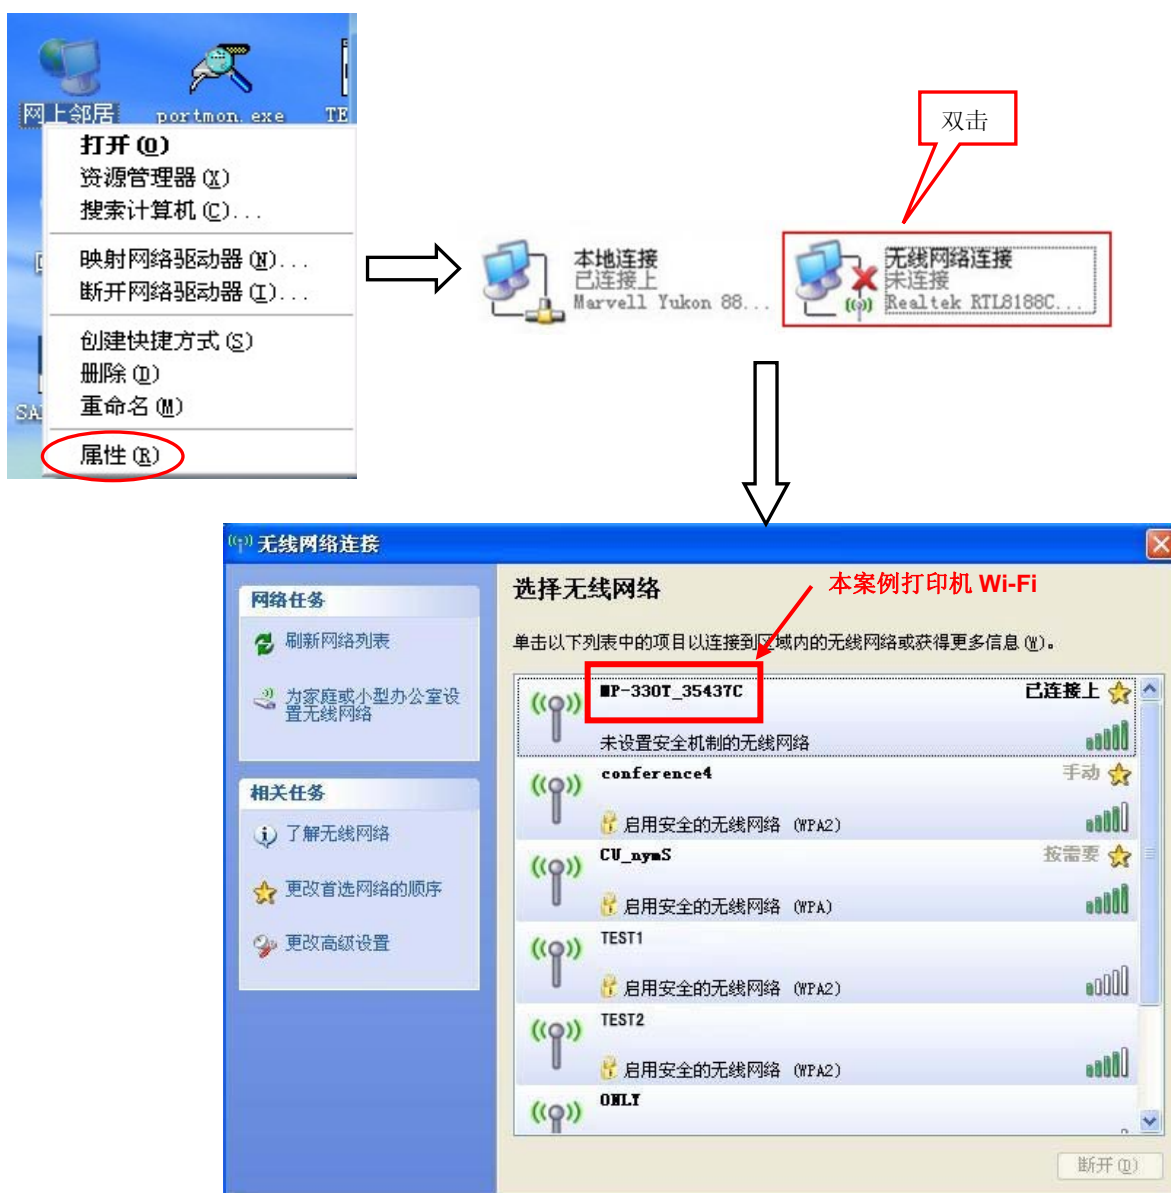 网上邻居
portmon.exe
TE
打开(O)
资源管理器(X)
搜索计算机(C)...
映射网络驱动器(N)...
断开网络驱动器(I)...
创建快捷方式(S)
删除(D)
重命名(M)
属性(R)
SA
双击
本地连接
已连接上
Marvell Yukon 88...
无线网络连接
未连接
Realtek RTL8188C...
无线网络连接
网络任务
刷新网络列表
为家庭或小型办公室设
置无线网络
相关任务
了解无线网络
更改首选网络的顺序
更改高级设置
选择无线网络
本案例打印机 Wi-Fi
单击以下列表中的项目以连接到区域内的无线网络或获得更多信息(W)。
MP-330T_35437C
已连接上
未设置安全机制的无线网络
conference4
手动
启用安全的无线网络 (WPA2)
CU_nymS
按需要
启用安全的无线网络 (WPA)
TEST1
启用安全的无线网络 (WPA2)
TEST2
启用安全的无线网络 (WPA2)
ONLY
断开(D)